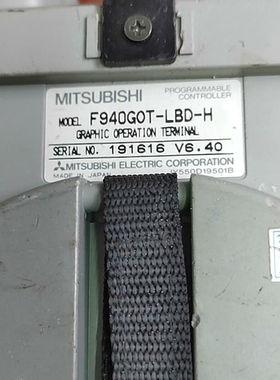 MITSUBISHI PROGRAMMABLE CONTROLLER
MODEL F940GOT-LBD-H
GRAPHIC OPERATION TERMINAL
SERIAL NO. 191616 V6.40
MITSUBISHI ELECTRIC CORPORATION
MADE IN JAPAN JY550D19501B